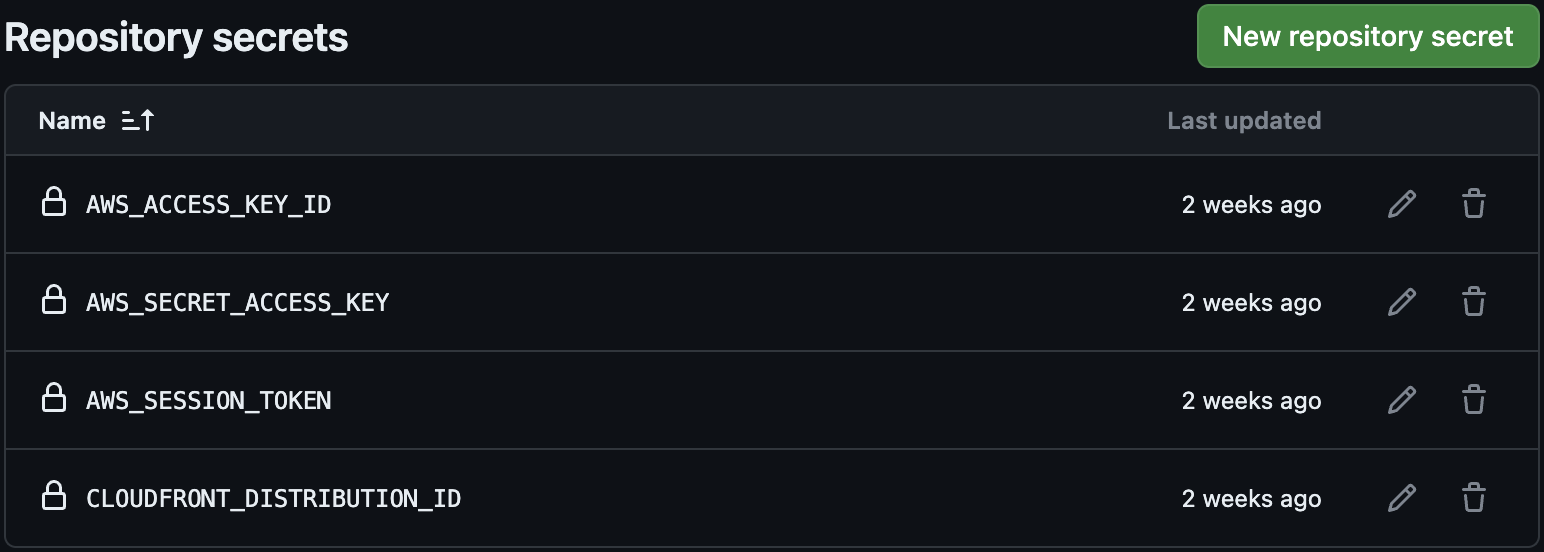 Repository secrets
New repository secret
Name Last updated
AWS_ACCESS_KEY_ID 2 weeks ago
AWS_SECRET_ACCESS_KEY 2 weeks ago
AWS_SESSION_TOKEN 2 weeks ago
CLOUDFRONT_DISTRIBUTION_ID 2 weeks ago